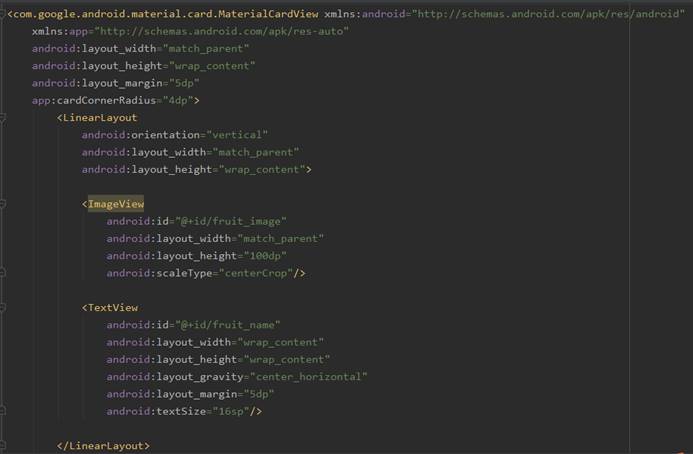 <com.google.android.material.card.MaterialCardView xmlns:android="http://schemas.android.com/apk/res/android"
    xmlns:app="http://schemas.android.com/apk/res-auto"
    android:layout_width="match_parent"
    android:layout_height="wrap_content"
    android:layout_margin="5dp"
    app:cardCornerRadius="4dp">
        <LinearLayout
            android:orientation="vertical"
            android:layout_width="match_parent"
            android:layout_height="wrap_content">

            <ImageView
                android:id="@+id/fruit_image"
                android:layout_width="match_parent"
                android:layout_height="100dp"
                android:scaleType="centerCrop"/>

            <TextView
                android:id="@+id/fruit_name"
                android:layout_width="wrap_content"
                android:layout_height="wrap_content"
                android:layout_gravity="center_horizontal"
                android:layout_margin="5dp"
                android:textSize="16sp"/>

        </LinearLayout>